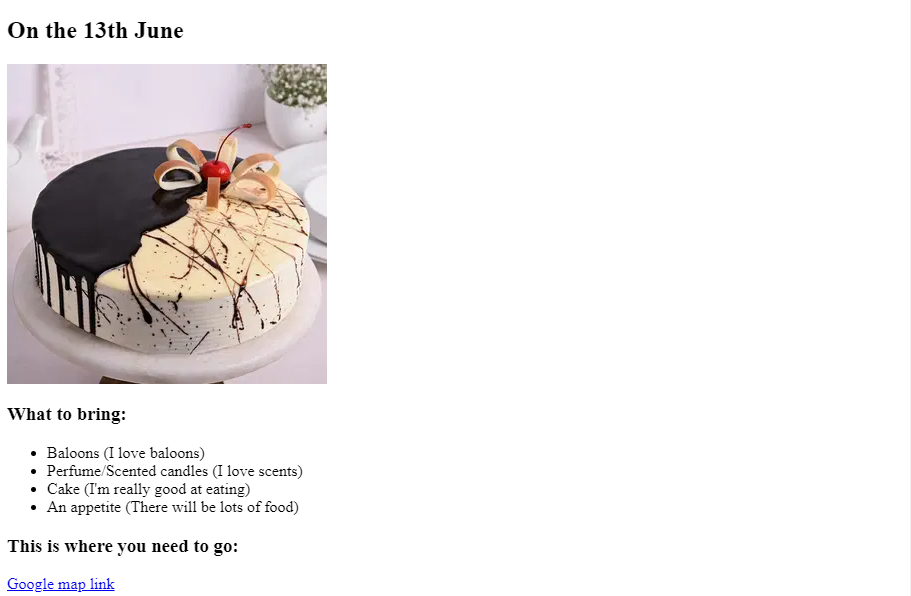 On the 13th June
What to bring:
Baloons (I love baloons)
Perfume/Scented candles (I love scents)
Cake (I'm really good at eating)
An appetite (There will be lots of food)
This is where you need to go:
Google map link